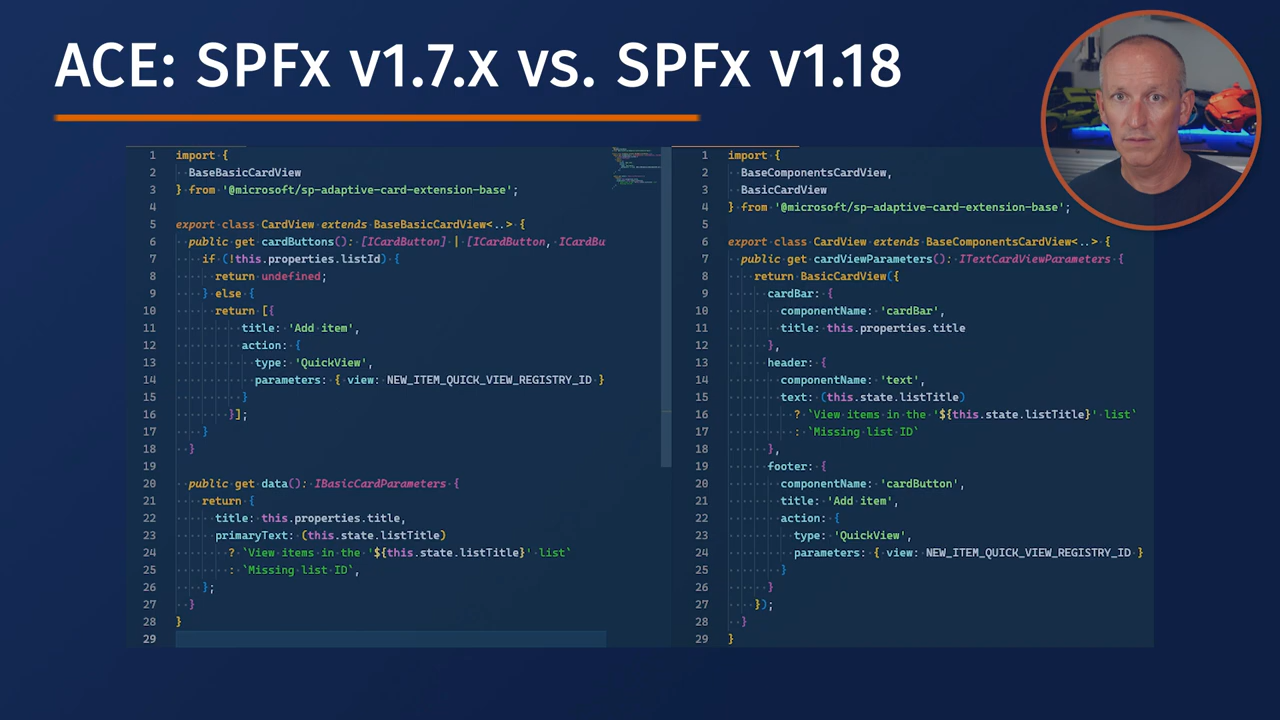 ACE: SPFx v1.7.x vs. SPFx v1.18
1 import {
2 BaseBasicCardView
3 } from '@microsoft/sp-adaptive-card-extension-base';
4
5 export class CardView extends BaseBasicCardView<..> {
6 public get cardButtons(): [ICardButton] | [ICardButton, ICardBu
7 if (!this.properties.listId) {
8 return undefined;
9 } else {
10 return [{
11 title: 'Add item',
12 action: {
13 type: 'QuickView',
14 parameters: { view: NEW_ITEM_QUICK_VIEW_REGISTRY_ID }
15 }
16 }];
17 }
18 }
19
20 public get data(): IBasicCardParameters {
21 return {
22 title: this.properties.title,
23 primaryText: (this.state.listTitle)
24 ? `View items in the '${this.state.listTitle}' list`
25 : `Missing list ID`,
26 };
27 }
28 }
29
1 import {
2 BaseComponentsCardView,
3 BasicCardView
4 } from '@microsoft/sp-adaptive-card-extension-base';
5
6 export class CardView extends BaseComponentsCardView<..> {
7 public get cardViewParameters(): ITextCardViewParameters {
8 return BasicCardView({
9 cardBar: {
10 componentName: 'cardBar',
11 title: this.properties.title
12 },
13 header: {
14 componentName: 'text',
15 text: (this.state.listTitle)
16 ? `View items in the '${this.state.listTitle}' list`
17 : `Missing list ID`
18 },
19 footer: {
20 componentName: 'cardButton',
21 title: 'Add item',
22 action: {
23 type: 'QuickView',
24 parameters: { view: NEW_ITEM_QUICK_VIEW_REGISTRY_ID }
25 }
26 }
27 });
28 }
29 }